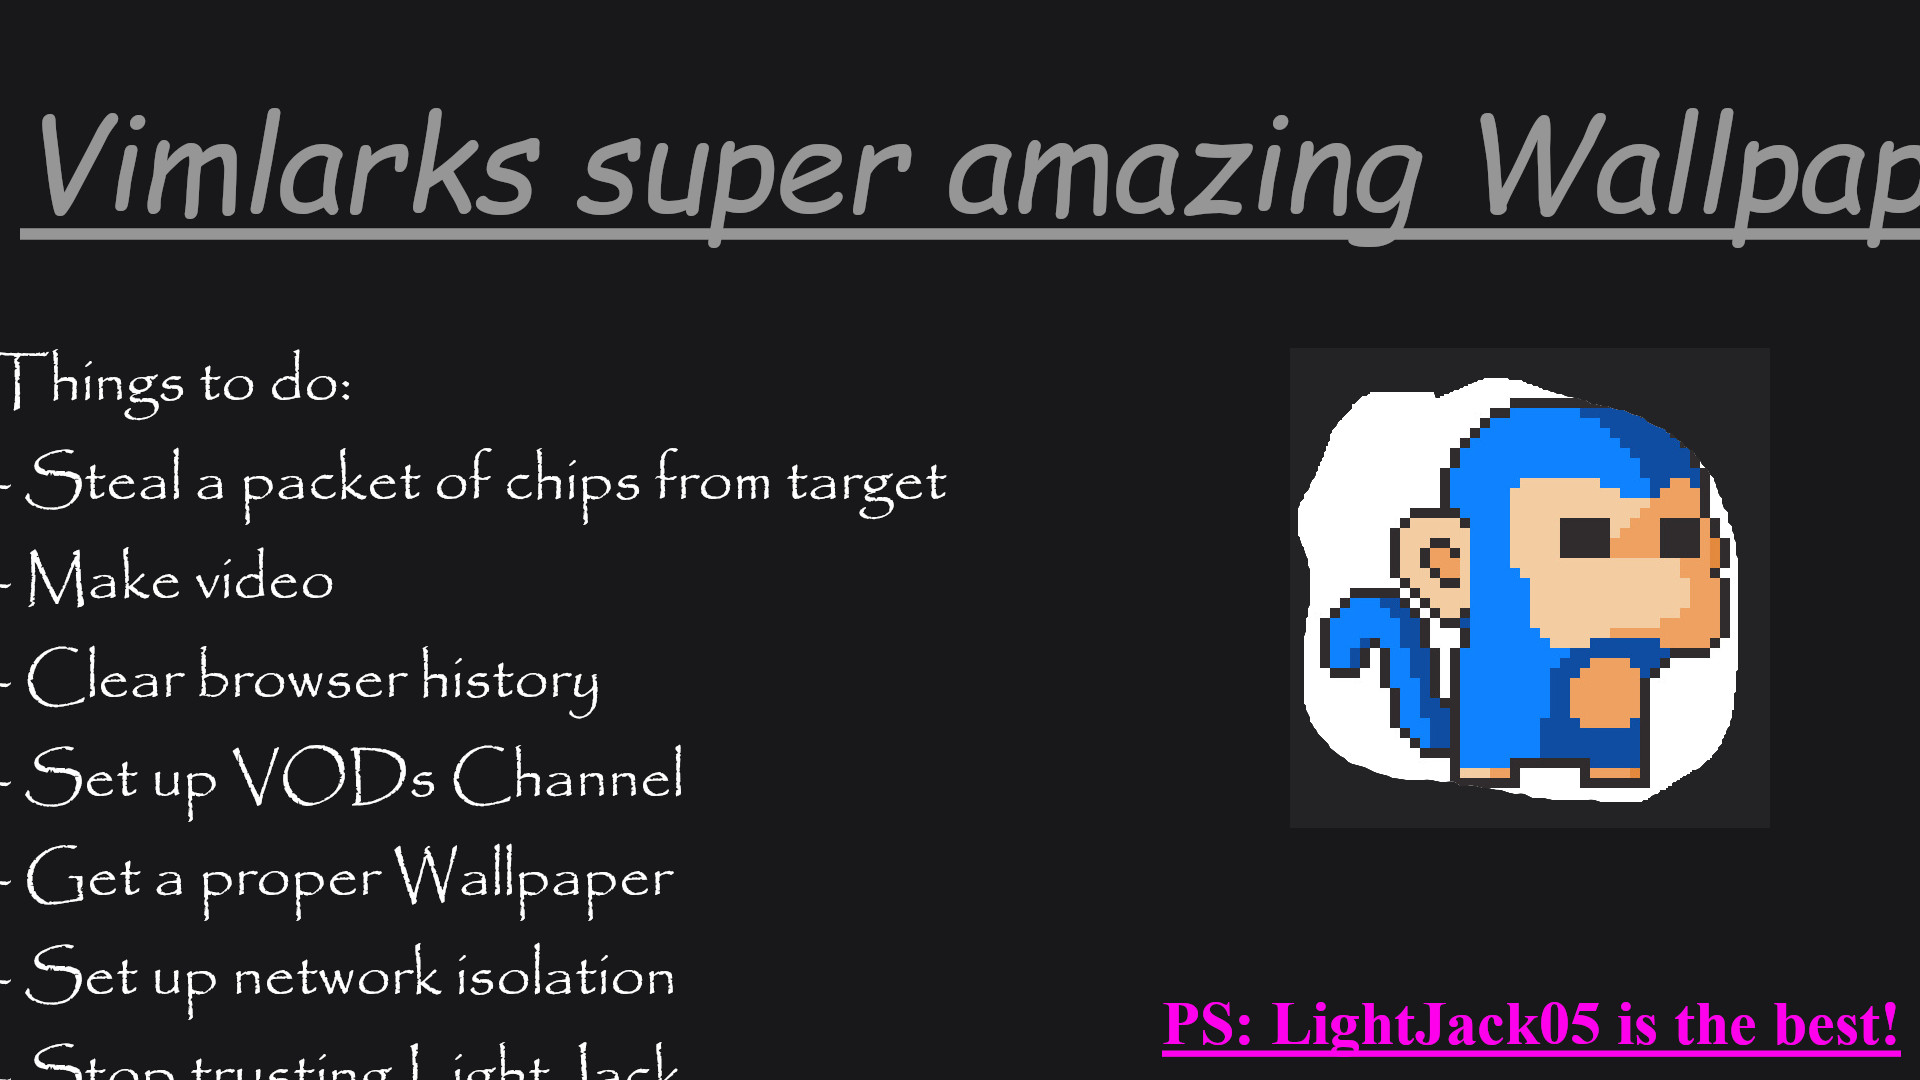 Vimlarks super amazing Wallpap
Things to do:
- Steal a packet of chips from target
- Make video
- Clear browser history
- Set up VODs Channel
- Get a proper Wallpaper
- Set up network isolation
- Stop trusting Light Jack
PS: LightJack05 is the best!